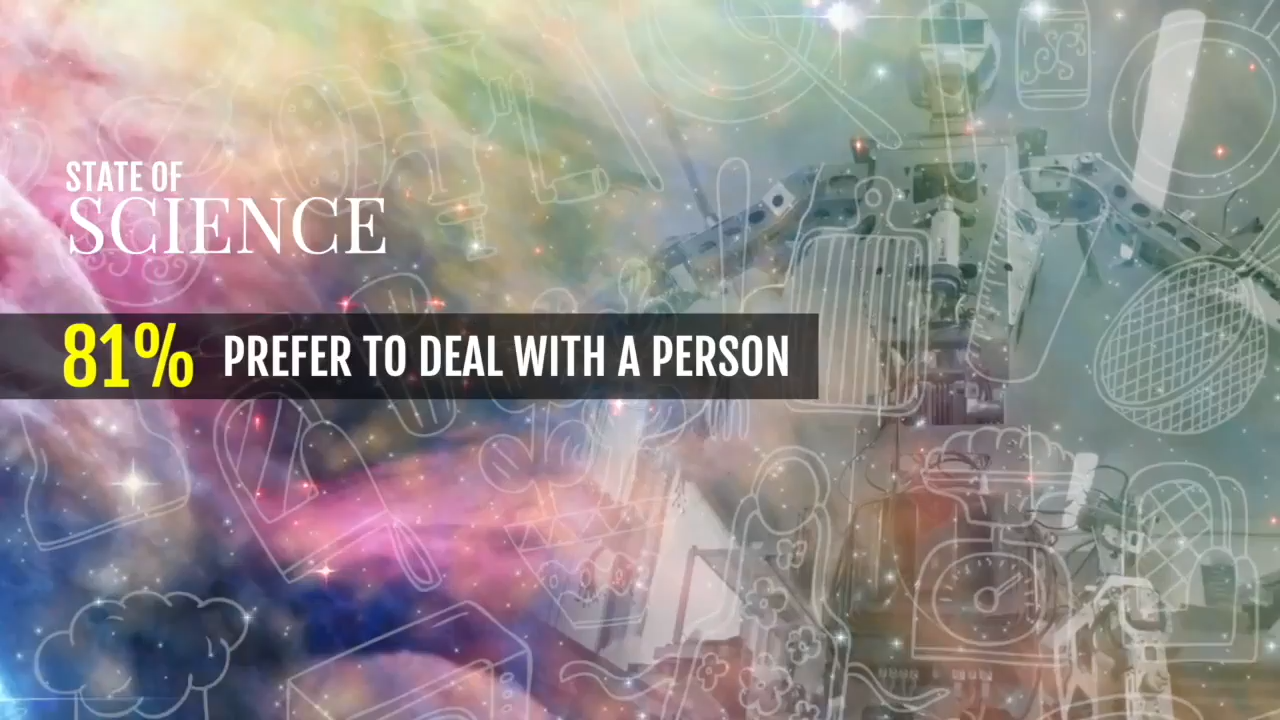 STATE OF
SCIENCE
81% PREFER TO DEAL WITH A PERSON